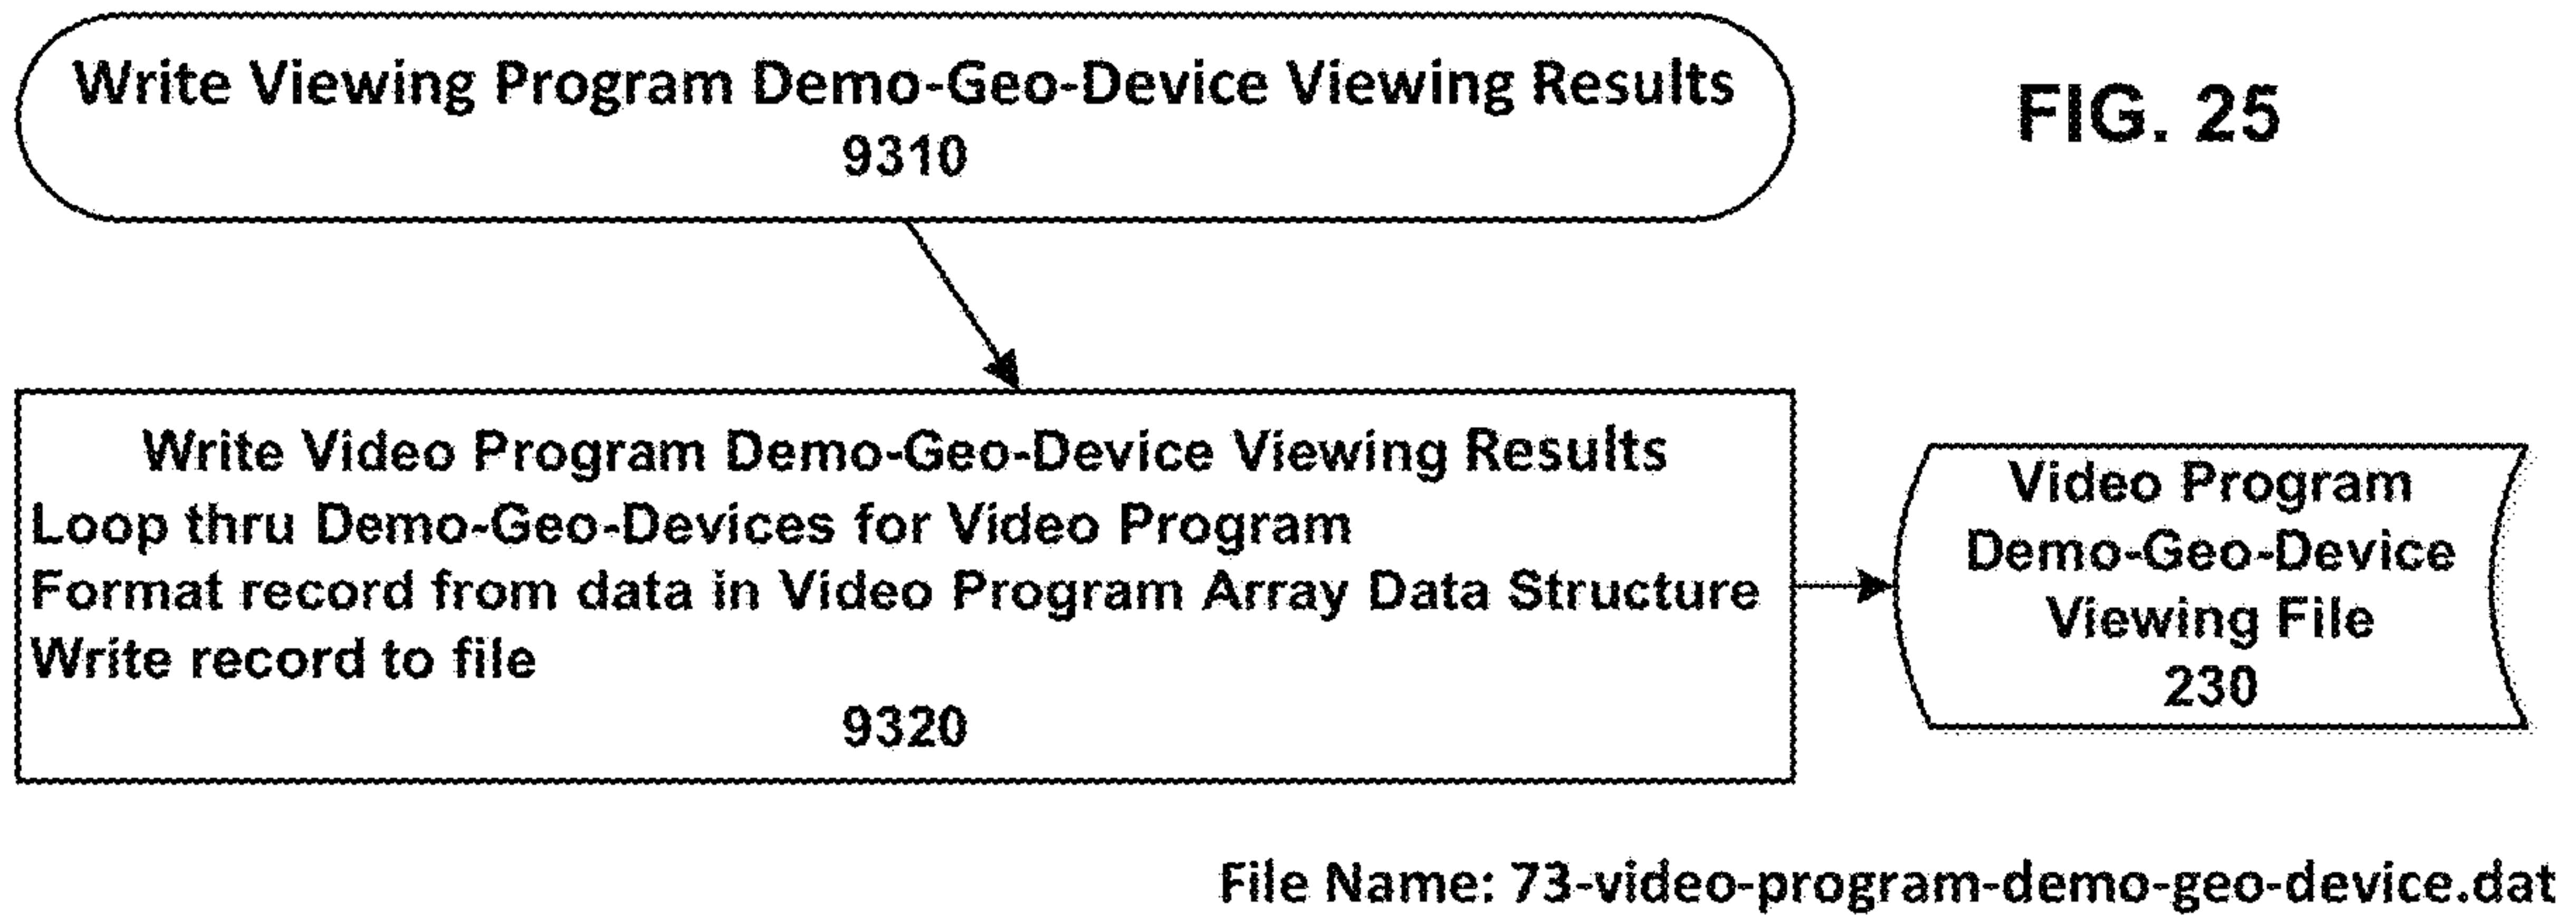 Write Viewing Program Demo-Geo-Device Viewing Results
9310
FIG. 25
Write Video Program Demo-Geo-Device Viewing Results
Loop thru Demo-Geo-Devices for Video Program
Format record from data in Video Program Array Data Structure
Write record to file
9320
Video Program
Demo-Geo-Device
Viewing File
230
File Name: 73-video-program-demo-geo-device.dat